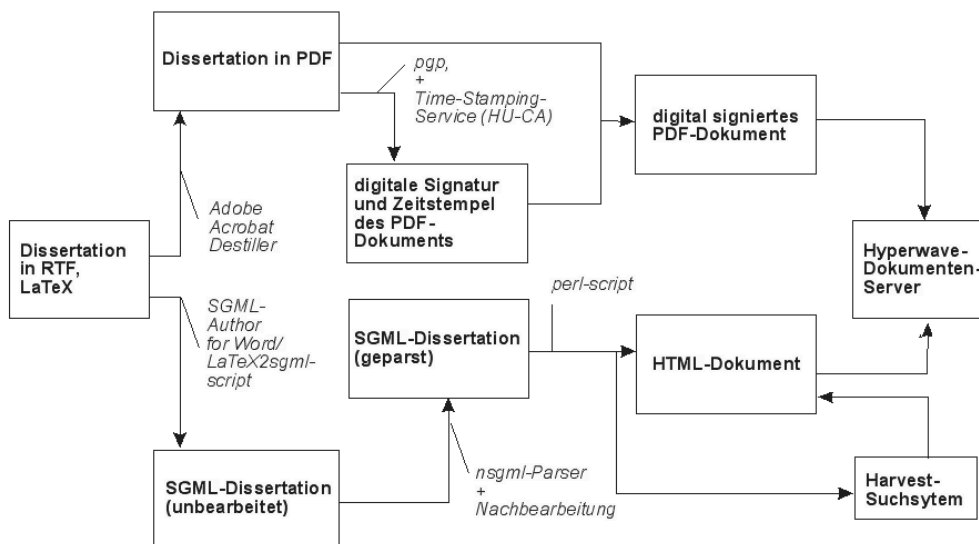 Dissertation in PDF
pgp,
+
Time-Stamping-
Service (HU-CA)
digital signiertes
PDF-Dokument
digitale Signatur
und Zeitstempel
des PDF-
Dokuments
Adobe
Acrobat
Destiller
Dissertation
in RTF,
LaTeX
Hyperwave-
Dokumenten-
Server
SGML-
Author
for Word/
LaTeX2sgml-
script
perl-script
SGML-Dissertation
(geparst)
HTML-Dokument
SGML-Dissertation
(unbearbeitet)
nsgml-Parser
+
Nachbearbeitung
Harvest-
Suchsytem